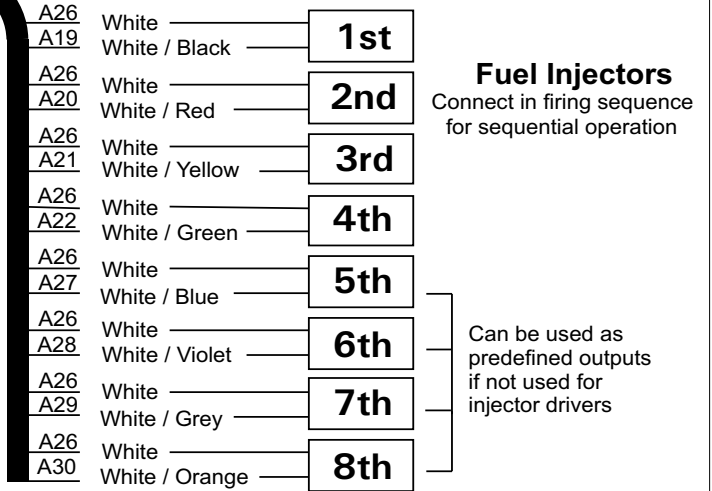 A26 White
A19 White / Black
1st
A26 White
A20 White / Red
2nd
A26 White
A21 White / Yellow
3rd
A26 White
A22 White / Green
4th
A26 White
A27 White / Blue
5th
A26 White
A28 White / Violet
6th
A26 White
A29 White / Grey
7th
A26 White
A30 White / Orange
8th
Fuel Injectors
Connect in firing sequence
for sequential operation
Can be used as
predefined outputs
if not used for
injector drivers